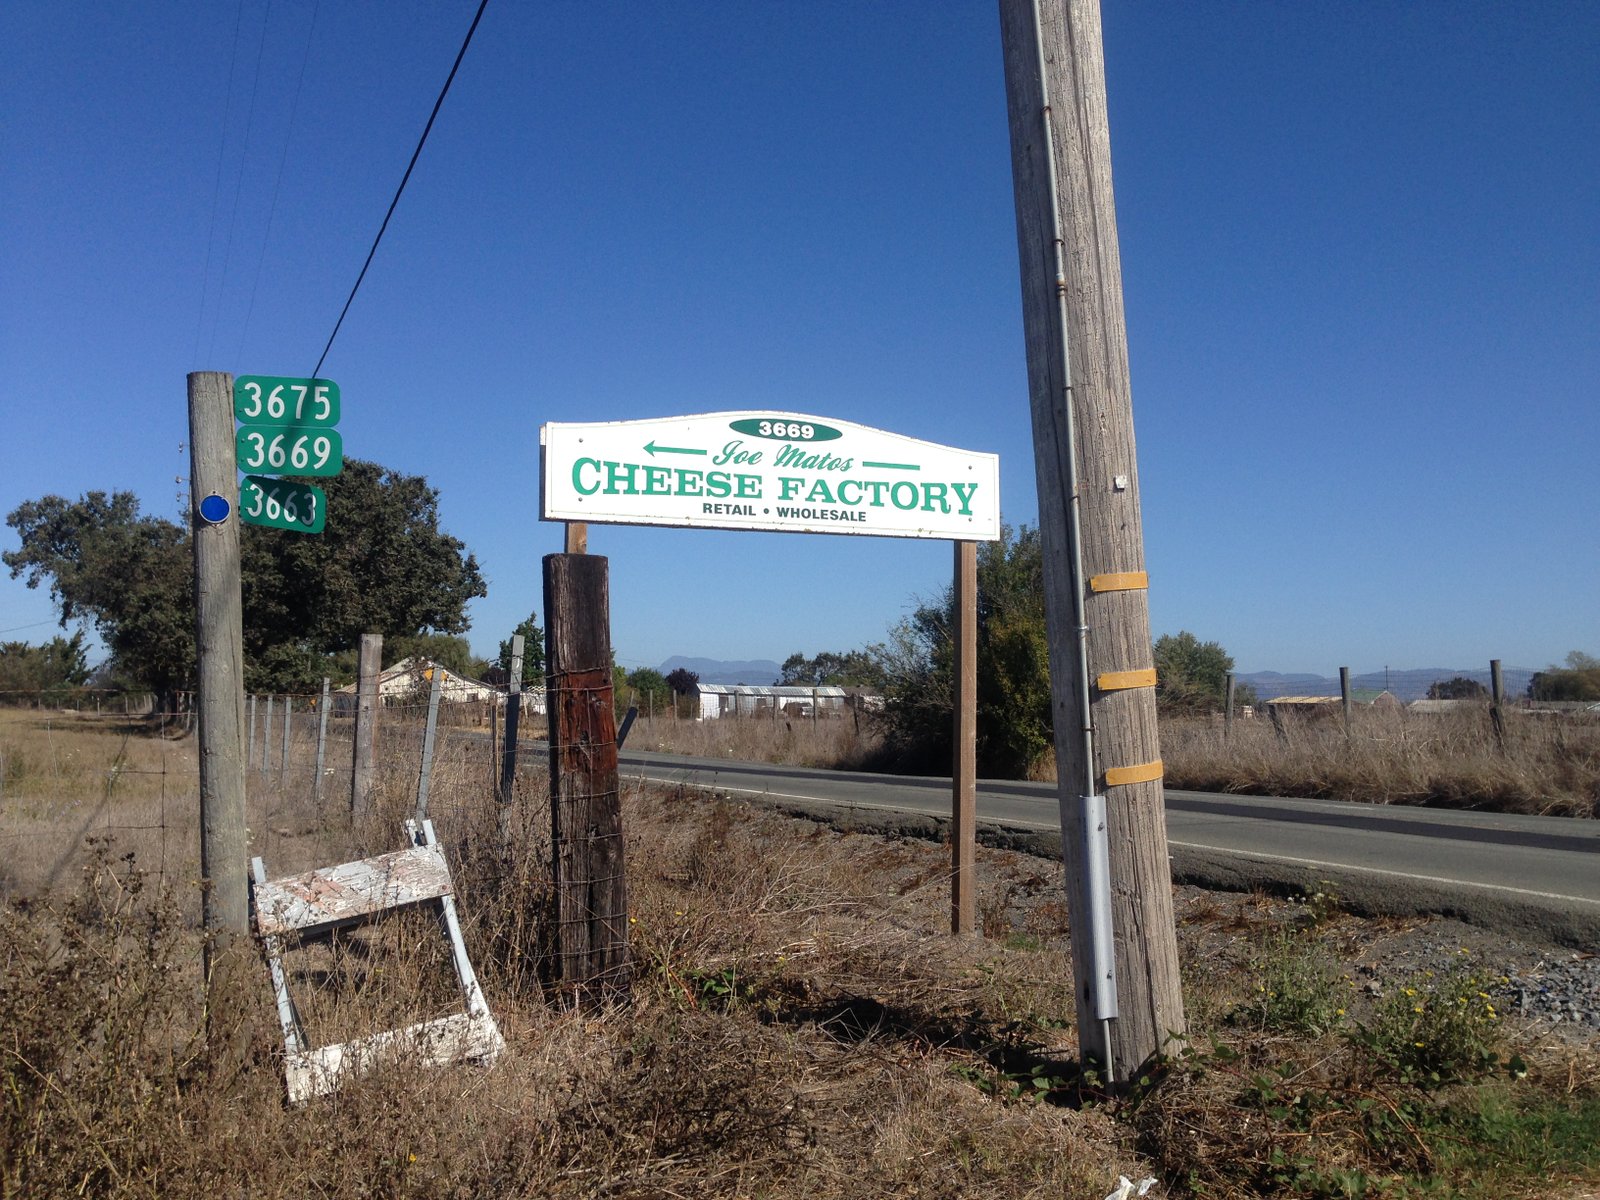 3675
3669
3663
3669
Joe Matos
CHEESE FACTORY
RETAIL • WHOLESALE